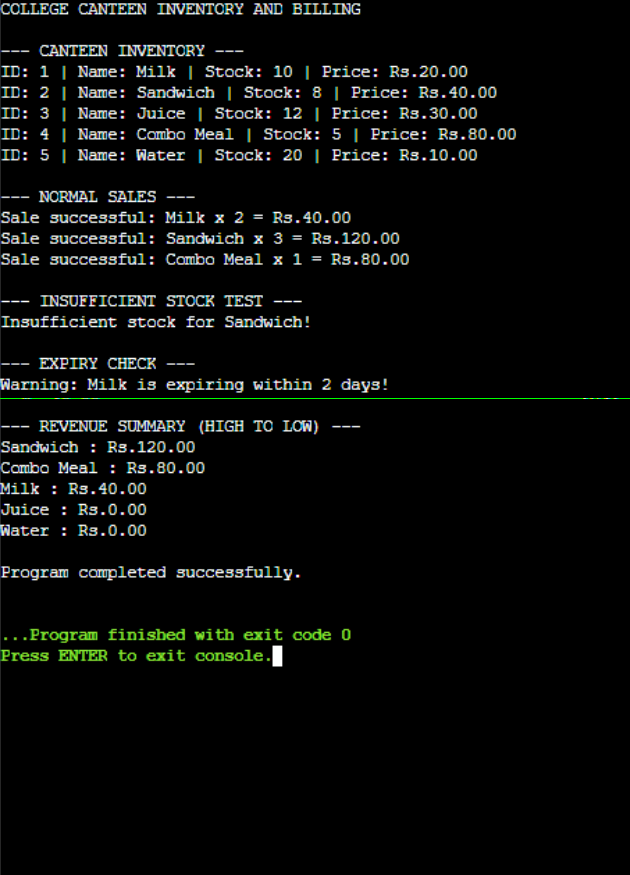 COLLEGE CANTEEN INVENTORY AND BILLING
--- CANTEEN INVENTORY ---
ID: 1 | Name: Milk | Stock: 10 | Price: Rs.20.00
ID: 2 | Name: Sandwich | Stock: 8 | Price: Rs.40.00
ID: 3 | Name: Juice | Stock: 12 | Price: Rs.30.00
ID: 4 | Name: Combo Meal | Stock: 5 | Price: Rs.80.00
ID: 5 | Name: Water | Stock: 20 | Price: Rs.10.00
--- NORMAL SALES ---
Sale successful: Milk x 2 = Rs.40.00
Sale successful: Sandwich x 3 = Rs.120.00
Sale successful: Combo Meal x 1 = Rs.80.00
--- INSUFFICIENT STOCK TEST ---
Insufficient stock for Sandwich!
--- EXPIRY CHECK ---
Warning: Milk is expiring within 2 days!
--- REVENUE SUMMARY (HIGH TO LOW) ---
Sandwich : Rs.120.00
Combo Meal : Rs.80.00
Milk : Rs.40.00
Juice : Rs.0.00
Water : Rs.0.00
Program completed successfully.
...Program finished with exit code 0
Press ENTER to exit console.